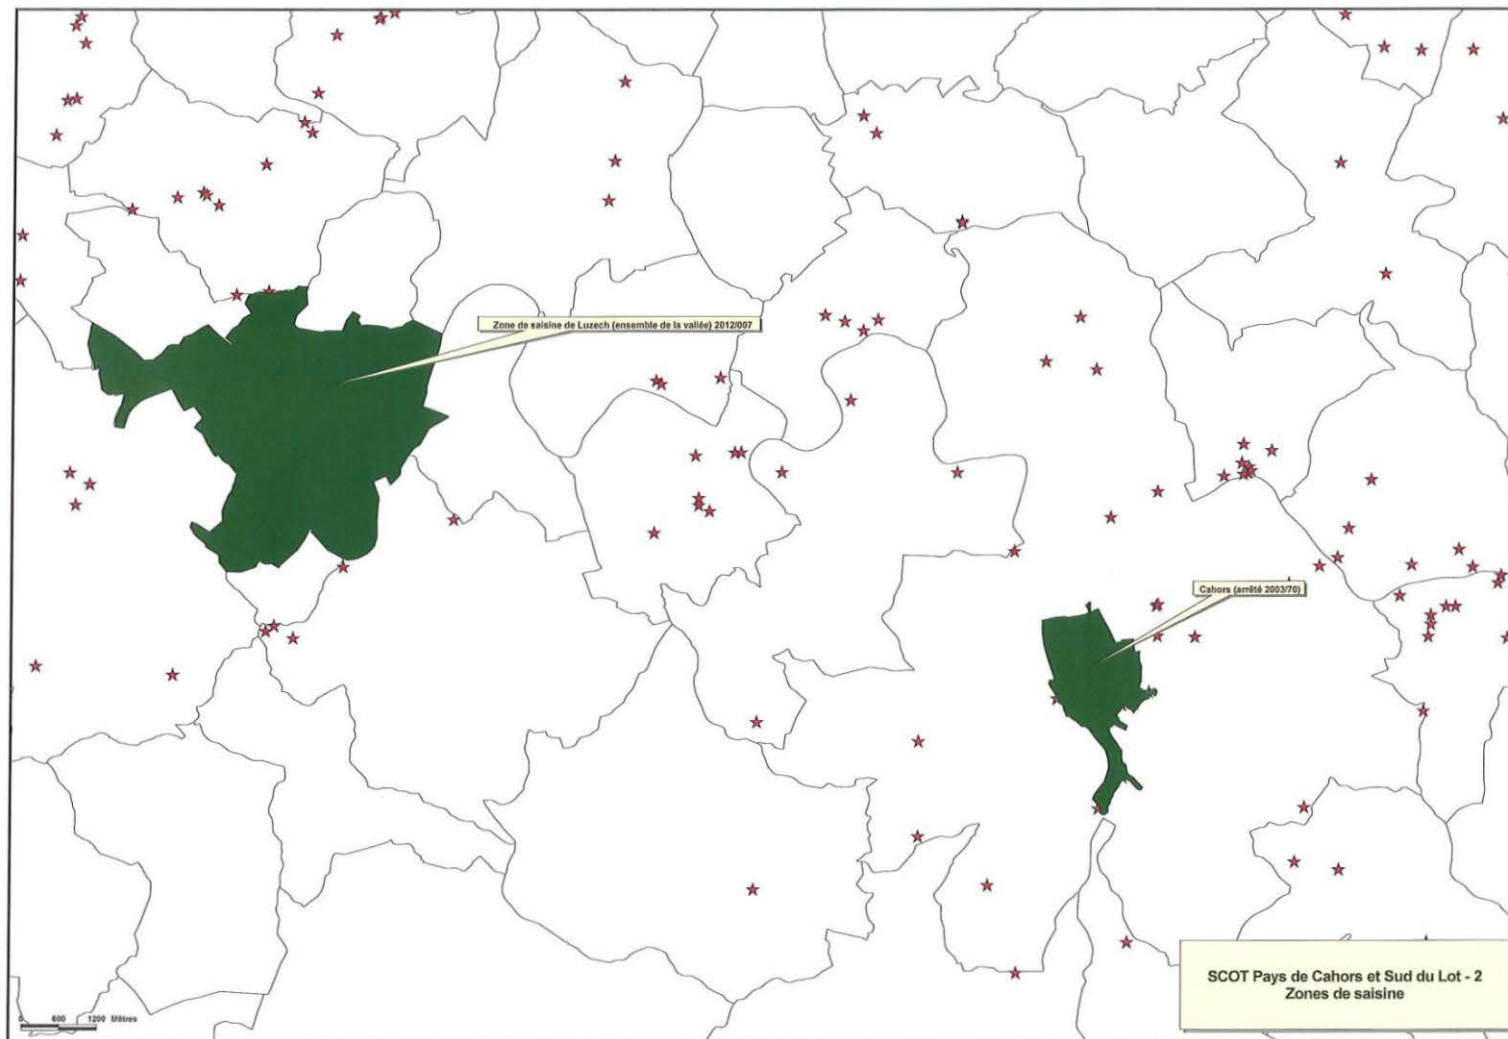 Zone de saisine de Luzech (ensemble de la vallée) 2012/007
Cahors (arrêté 2003/70)
SCOT Pays de Cahors et Sud du Lot - 2
Zones de saisine
0 600 1200 Mètres